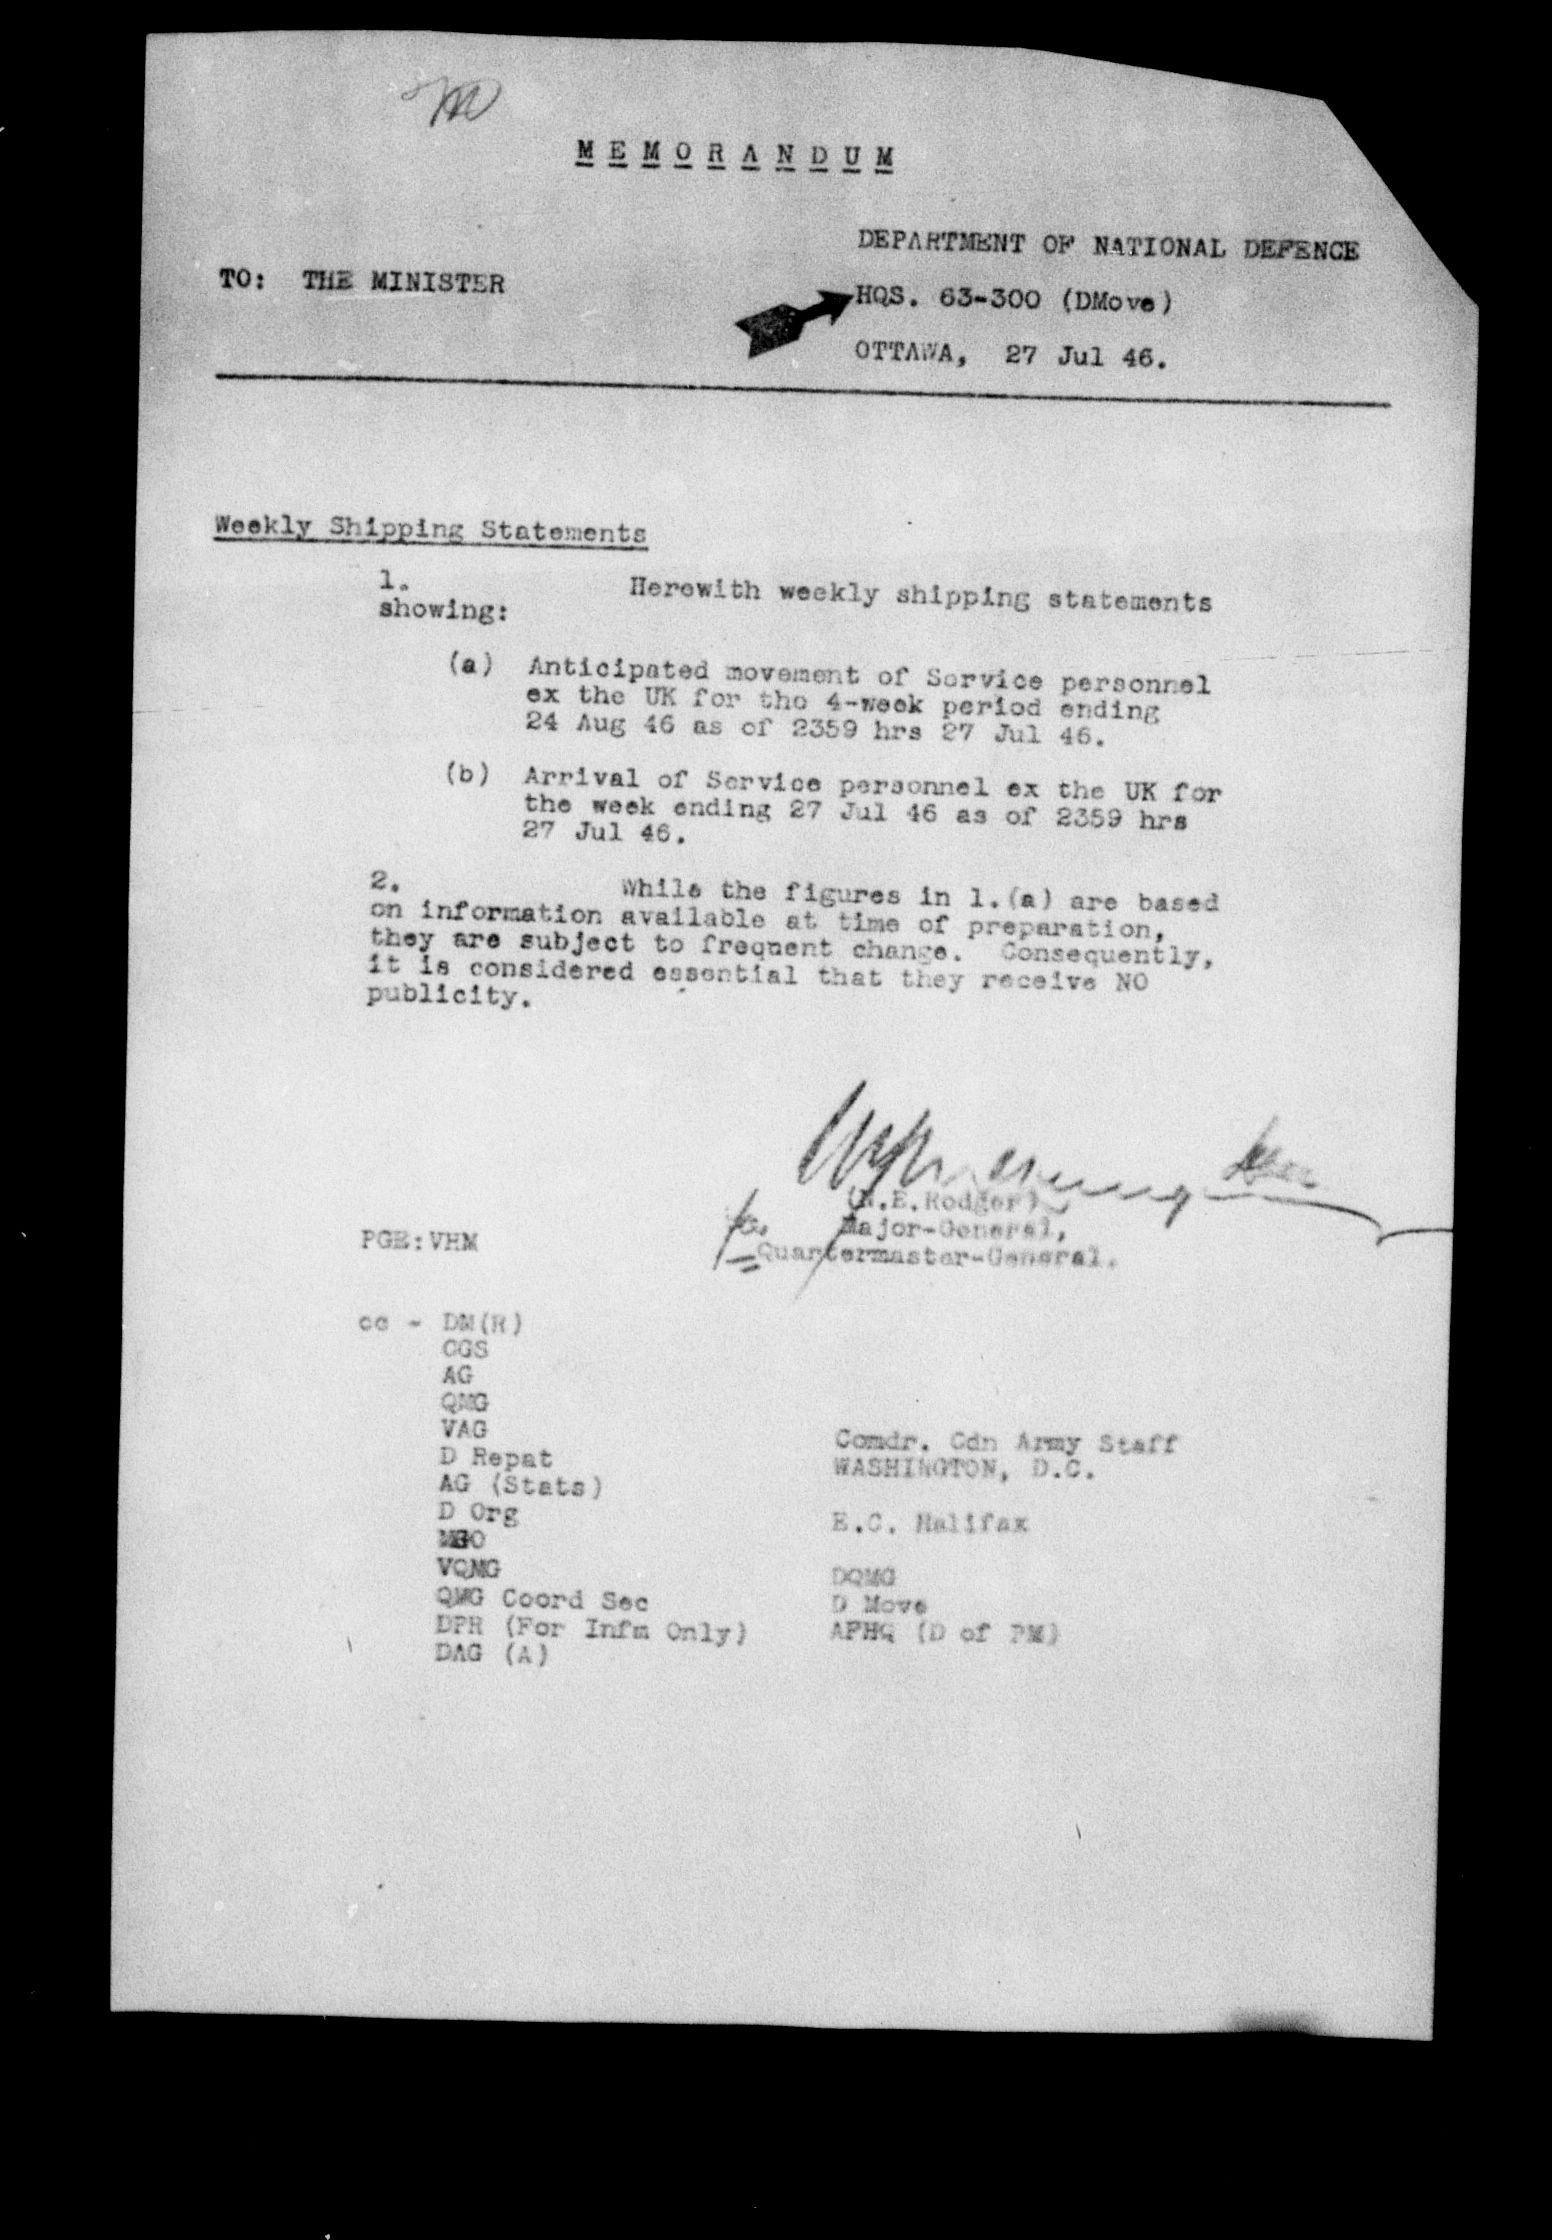 MEMORANDUM
DEPARTMENT OF NATIONAL DEFENCE
TO: THE MINISTER
HQS. 63-300 (DMove)
OTTAWA, 27 Jul 46.
Weekly Shipping Statements
1. Herewith weekly shipping statements
showing:
(a) Anticipated movement of Service personnel
ex the UK for the 4-week period ending
24 Aug 46 as of 2359 hrs 27 Jul 46.
(b) Arrival of Service personnel ex the UK for
the week ending 27 Jul 46 as of 2359 hrs
27 Jul 46.
2. While the figures in 1.(a) are based
on information available at time of preparation,
they are subject to frequent change. Consequently,
it is considered essential that they receive NO
publicity.
(N.E.Rodger)
Major-General,
Quartermaster-General.
PGE:VHM
cc - DM(R)
CGS
AG
QMG
VAG
D Repat
AG (Stats)
D Org
VQMG
QMG Coord Sec
DPR (For Infm Only)
DAG (A)
Comdr. Cdn Army Staff
WASHINGTON, D.C.
E.C. Halifax
DQMG
D Move
AFHQ (D of PM)